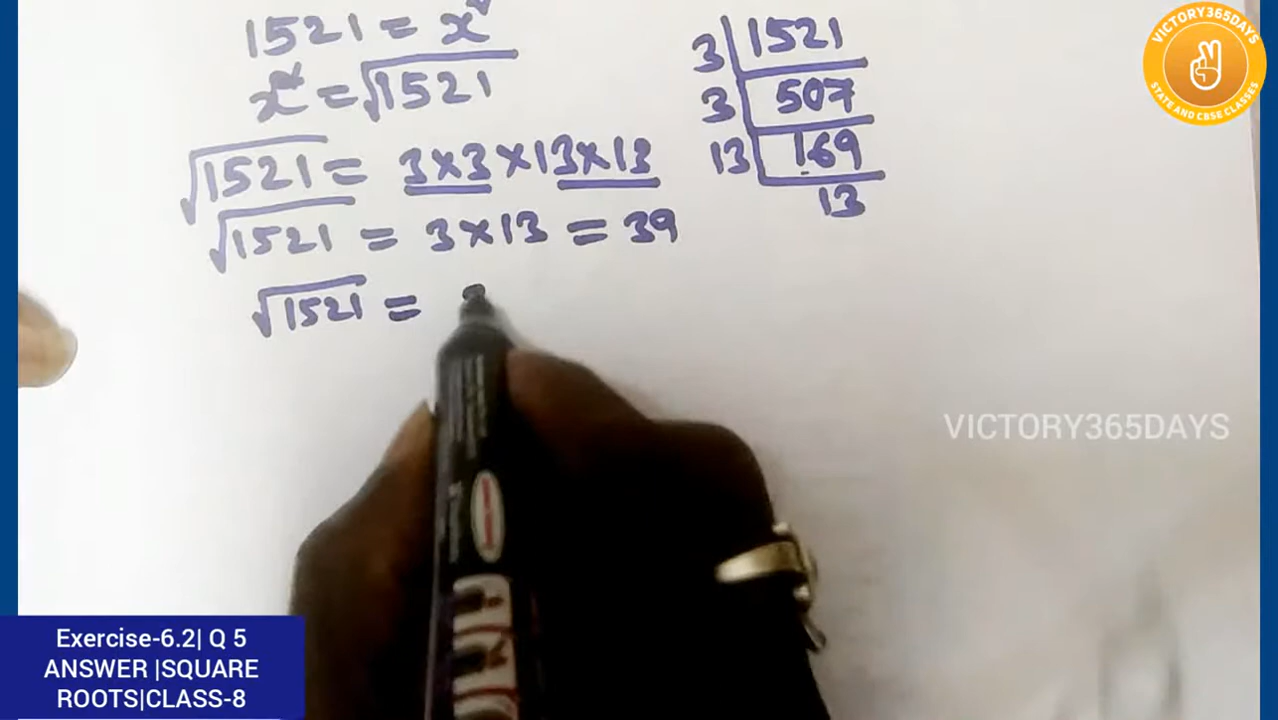 1521 = x²
x = √1521
√1521 = 3×3×13×13
√1521 = 3×13 = 39
√1521 =
3 | 1521
3 | 507
13 | 169
13
VICTORY365DAYS
STATE AND CBSE CLASSES
VICTORY365DAYS
Exercise-6.2| Q 5
ANSWER |SQUARE
ROOTS|CLASS-8